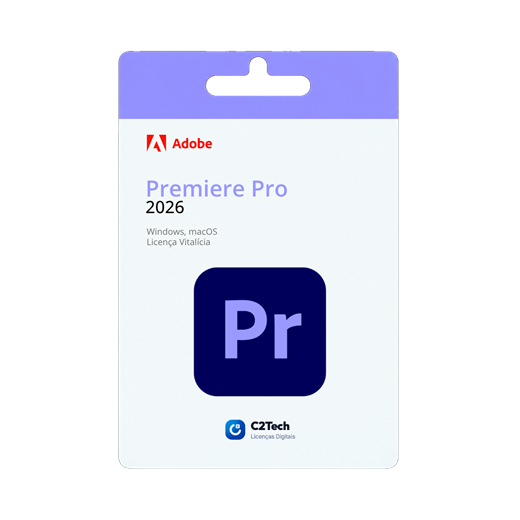 Adobe
Premiere Pro
2026
Windows, macOS
Licença Vitalícia
Pr
C2Tech
Licenças Digitais